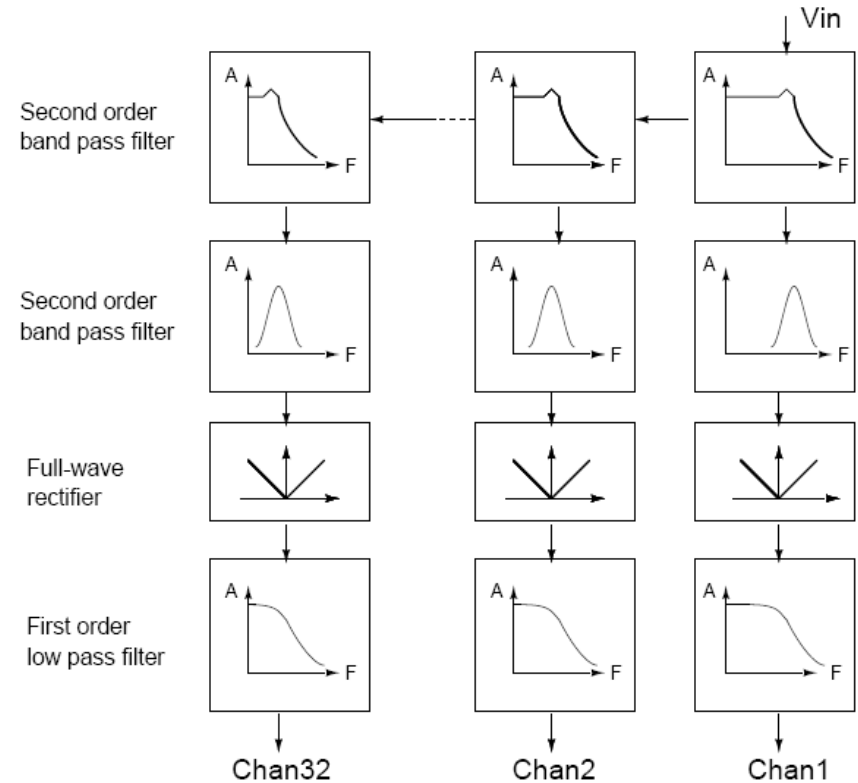 Vin
Second order
band pass filter
A
F
A
F
A
F
Second order
band pass filter
A
F
A
F
A
F
Full-wave
rectifier
First order
low pass filter
A
F
A
F
A
F
Chan32
Chan2
Chan1